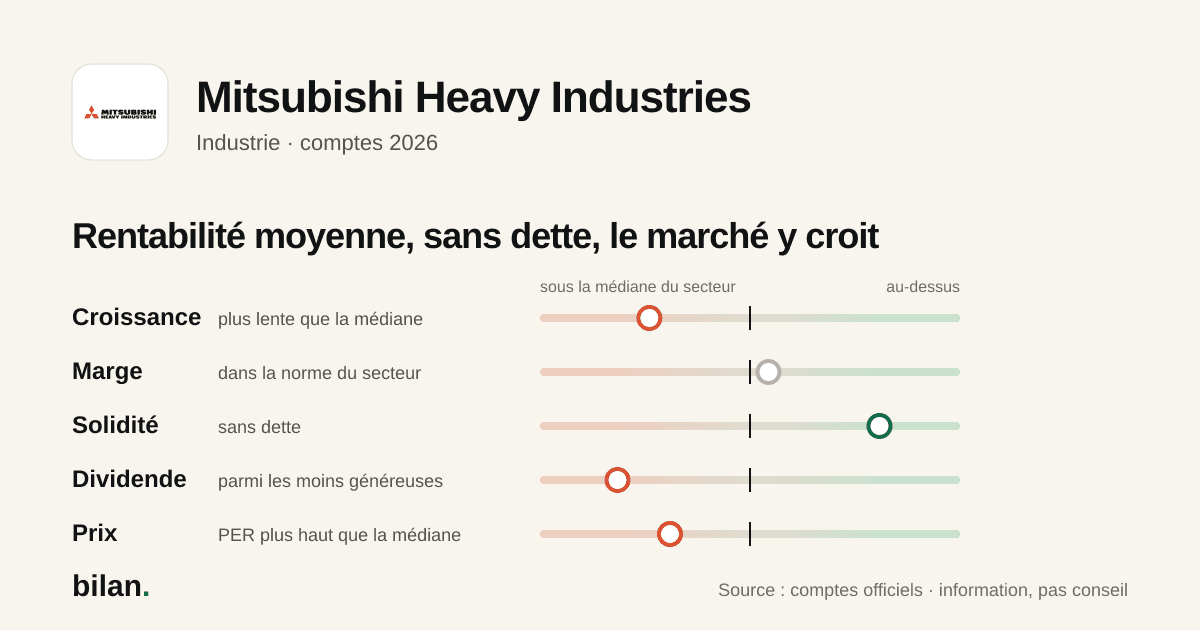 MITSUBISHI
HEAVY INDUSTRIES
Mitsubishi Heavy Industries
Industrie · comptes 2026
Rentabilité moyenne, sans dette, le marché y croit
sous la médiane du secteur au-dessus
Croissance plus lente que la médiane
Marge dans la norme du secteur
Solidité sans dette
Dividende parmi les moins généreuses
Prix PER plus haut que la médiane
bilan.
Source : comptes officiels · information, pas conseil